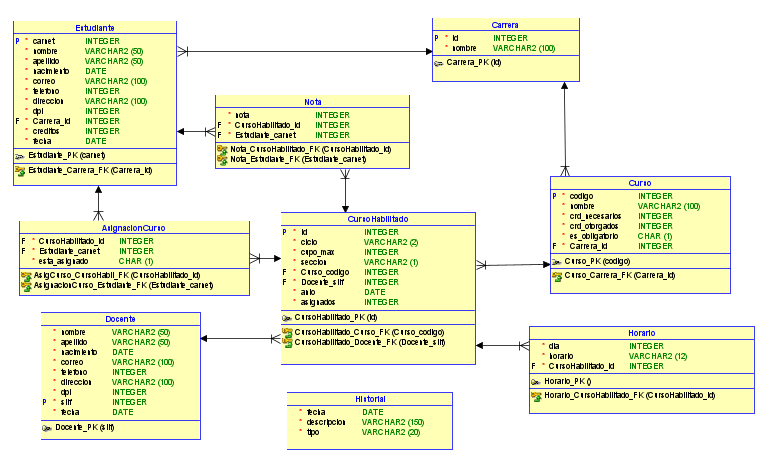 Estudiante
P * carnet INTEGER
* nombre VARCHAR2 (50)
* apellido VARCHAR2 (50)
* nacimiento DATE
* correo VARCHAR2 (100)
* telefono INTEGER
* direccion VARCHAR2 (100)
* dpi INTEGER
F * Carrera_id INTEGER
* creditos INTEGER
* fecha DATE
Estudiante_PK (carnet)
Estudiante_Carrera_FK (Carrera_id)
Carrera
P * id INTEGER
* nombre VARCHAR2 (100)
Carrera_PK (id)
Nota
* nota INTEGER
F * CursoHabilitado_id INTEGER
F * Estudiante_carnet INTEGER
Nota_CursoHabilitado_FK (CursoHabilitado_id)
Nota_Estudiante_FK (Estudiante_carnet)
Curso
P * codigo INTEGER
* nombre VARCHAR2 (100)
* crd_necesarios INTEGER
* crd_otorgados INTEGER
* es_obligatorio CHAR (1)
F * Carrera_id INTEGER
Curso_PK (codigo)
Curso_Carrera_FK (Carrera_id)
AsignacionCurso
F * CursoHabilitado_id INTEGER
F * Estudiante_carnet INTEGER
* esta_asignado CHAR (1)
AsigCurso_CursoHabil_FK (CursoHabilitado_id)
AsignacionCurso_Estudiante_FK (Estudiante_carnet)
CursoHabilitado
P * id INTEGER
* ciclo VARCHAR2 (2)
* cupo_max INTEGER
* seccion VARCHAR2 (1)
F * Curso_codigo INTEGER
F * Docente_siif INTEGER
* anio DATE
* asignados INTEGER
CursoHabilitado_PK (id)
CursoHabilitado_Curso_FK (Curso_codigo)
CursoHabilitado_Docente_FK (Docente_siif)
Docente
* nombre VARCHAR2 (50)
* apellido VARCHAR2 (50)
* nacimiento DATE
* correo VARCHAR2 (100)
* telefono INTEGER
* direccion VARCHAR2 (100)
* dpi INTEGER
P * siif INTEGER
* fecha DATE
Docente_PK (siif)
Horario
* dia INTEGER
* horario VARCHAR2 (12)
F * CursoHabilitado_id INTEGER
Horario_PK ()
Horario_CursoHabilitado_FK (CursoHabilitado_id)
Historial
* fecha DATE
* descripcion VARCHAR2 (150)
* tipo VARCHAR2 (20)